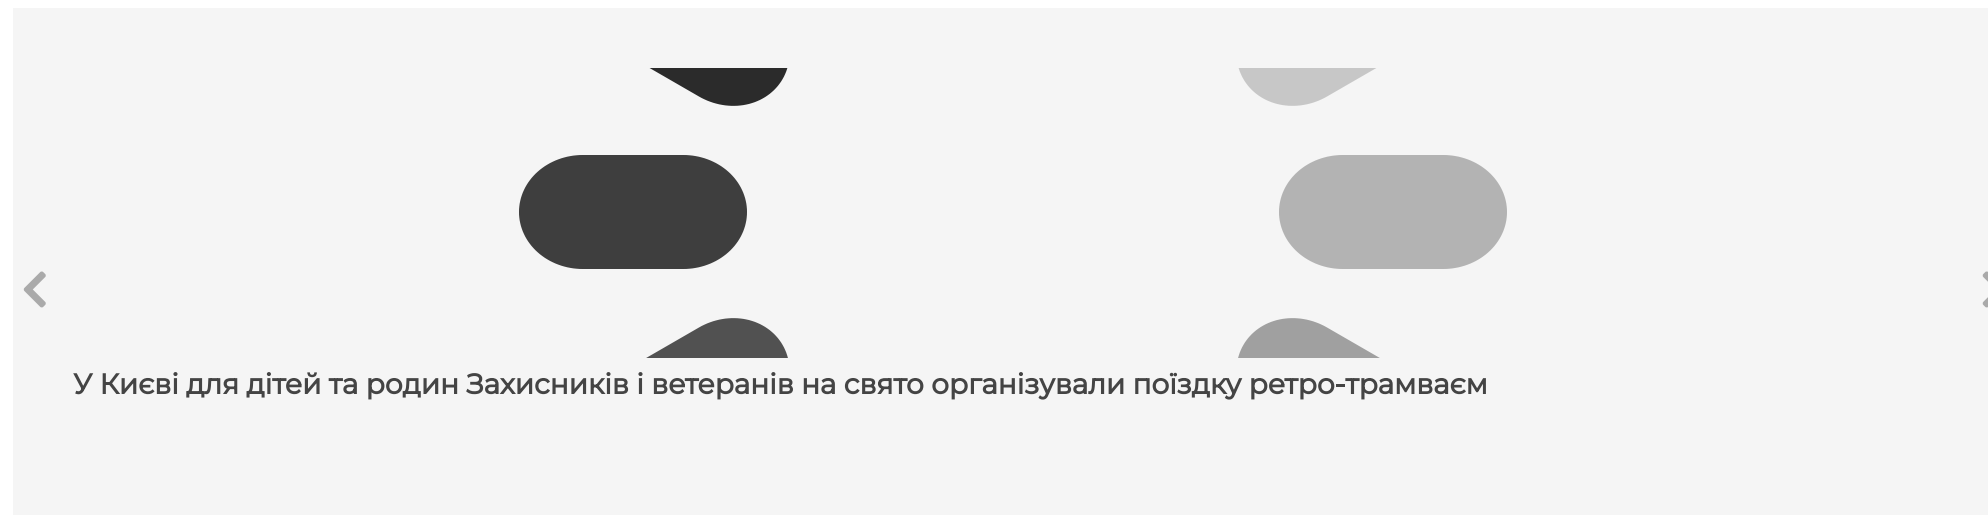 У Києві для дітей та родин Захисників і ветеранів на свято організували поїздку ретро-трамваєм